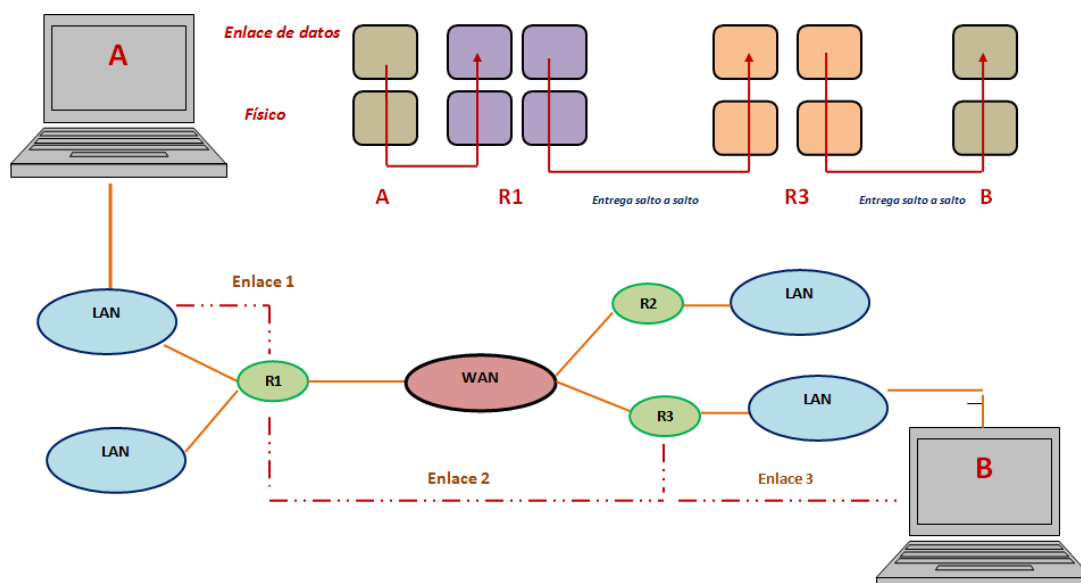 Enlace de datos
A
Físico
A
R1
Entrega salto a salto
R3
Entrega salto a salto
B
Enlace 1
LAN
R2
LAN
R1
WAN
LAN
R3
LAN
B
Enlace 2
Enlace 3